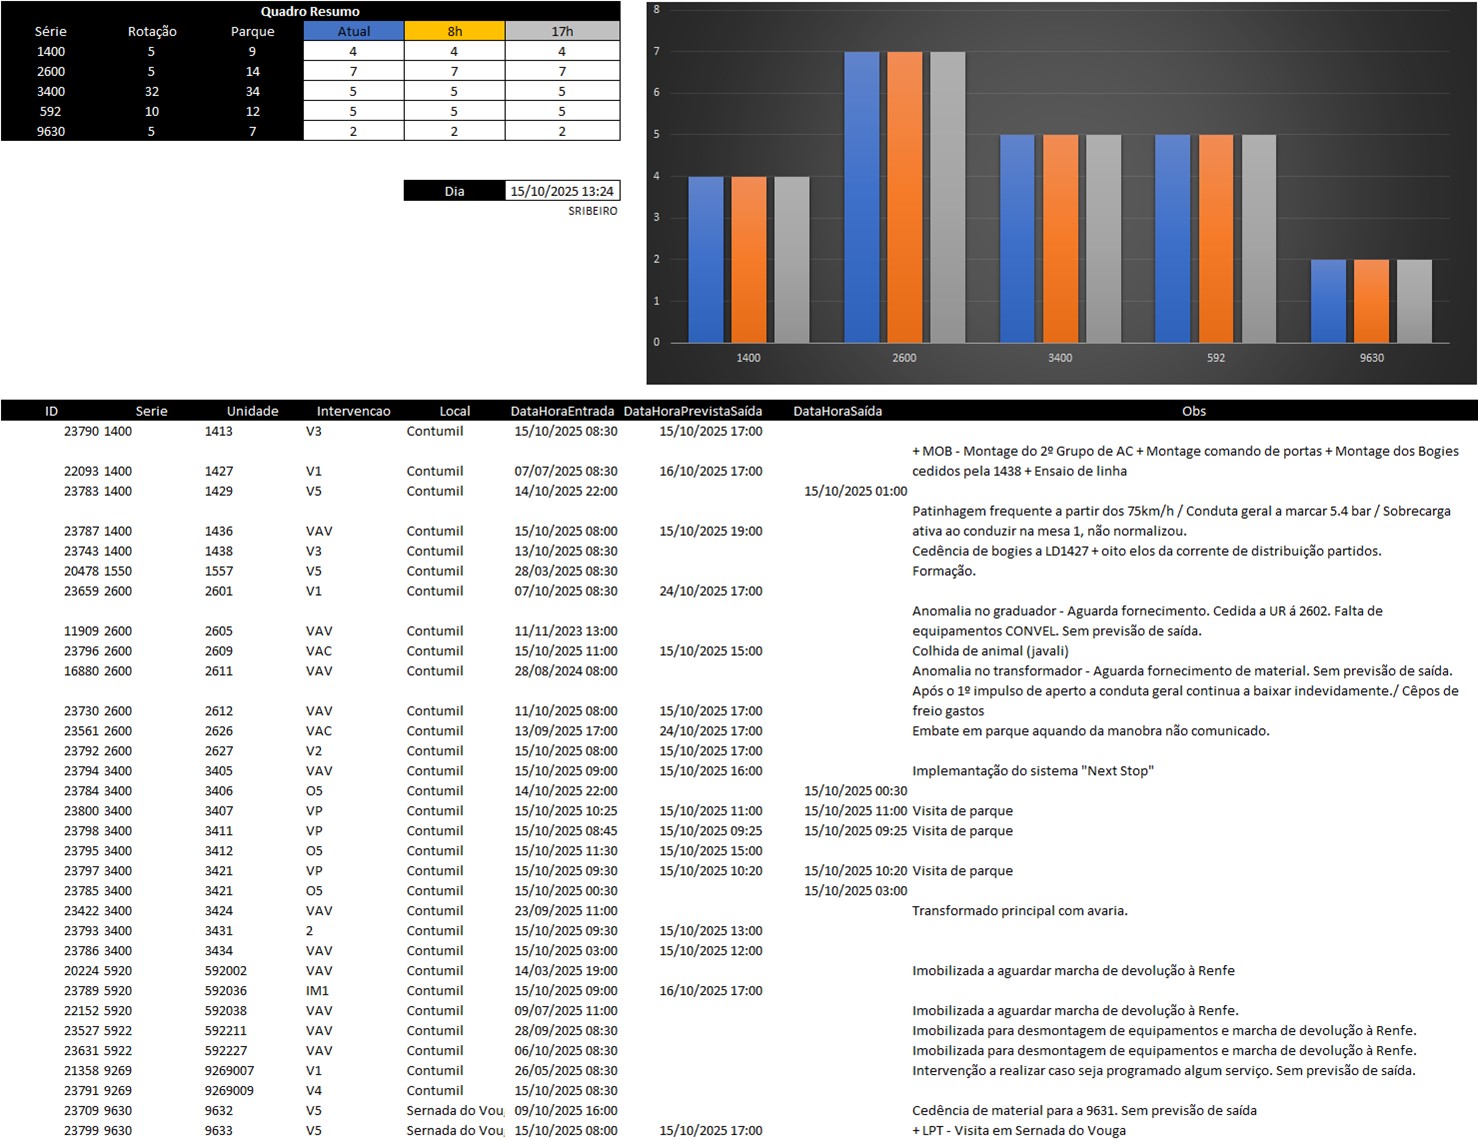 Quadro Resumo
Série Rotação Parque Atual 8h 17h
1400 5 9 4 4 4
2600 5 14 7 7 7
3400 32 34 5 5 5
592 10 12 5 5 5
9630 5 7 2 2 2
Dia 15/10/2025 13:24
SRIBEIRO
8
7
6
5
4
3
2
1
0
1400 2600 3400 592 9630
ID Serie Unidade Intervencao Local DataHoraEntrada DataHoraPrevistaSaída DataHoraSaída Obs
23790 1400 1413 V3 Contumil 15/10/2025 08:30 15/10/2025 17:00
+ MOB - Montage do 2º Grupo de AC + Montage comando de portas + Montage dos Bogies
22093 1400 1427 V1 Contumil 07/07/2025 08:30 16/10/2025 17:00 cedidos pela 1438 + Ensaio de linha
23783 1400 1429 V5 Contumil 14/10/2025 22:00 15/10/2025 01:00
Patinhagem frequente a partir dos 75km/h / Conduta geral a marcar 5.4 bar / Sobrecarga
23787 1400 1436 VAV Contumil 15/10/2025 08:00 15/10/2025 19:00 ativa ao conduzir na mesa 1, não normalizou.
23743 1400 1438 V3 Contumil 13/10/2025 08:30 Cedência de bogies a LD1427 + oito elos da corrente de distribuição partidos.
20478 1550 1557 V5 Contumil 28/03/2025 08:30 Formação.
23659 2600 2601 V1 Contumil 07/10/2025 08:30 24/10/2025 17:00
Anomalia no graduador - Aguarda fornecimento. Cedida a UR á 2602. Falta de
11909 2600 2605 VAV Contumil 11/11/2023 13:00 equipamentos CONVEL. Sem previsão de saída.
23796 2600 2609 VAC Contumil 15/10/2025 11:00 15/10/2025 15:00 Colhida de animal (javali)
16880 2600 2611 VAV Contumil 28/08/2024 08:00 Anomalia no transformador - Aguarda fornecimento de material. Sem previsão de saída.
Após o 1º impulso de aperto a conduta geral continua a baixar indevidamente./ Cêpos de
23730 2600 2612 VAV Contumil 11/10/2025 08:00 15/10/2025 17:00 freio gastos
23561 2600 2626 VAC Contumil 13/09/2025 17:00 24/10/2025 17:00 Embate em parque aquando da manobra não comunicado.
23792 2600 2627 V2 Contumil 15/10/2025 08:00 15/10/2025 17:00
23794 3400 3405 VAV Contumil 15/10/2025 09:00 15/10/2025 16:00 Implemantação do sistema "Next Stop"
23784 3400 3406 O5 Contumil 14/10/2025 22:00 15/10/2025 00:30
23800 3400 3407 VP Contumil 15/10/2025 10:25 15/10/2025 11:00 15/10/2025 11:00 Visita de parque
23798 3400 3411 VP Contumil 15/10/2025 08:45 15/10/2025 09:25 15/10/2025 09:25 Visita de parque
23795 3400 3412 O5 Contumil 15/10/2025 11:30 15/10/2025 15:00
23797 3400 3421 VP Contumil 15/10/2025 09:30 15/10/2025 10:20 15/10/2025 10:20 Visita de parque
23785 3400 3421 O5 Contumil 15/10/2025 00:30 15/10/2025 03:00
23422 3400 3424 VAV Contumil 23/09/2025 11:00 Transformado principal com avaria.
23793 3400 3431 2 Contumil 15/10/2025 09:30 15/10/2025 13:00
23786 3400 3434 VAV Contumil 15/10/2025 03:00 15/10/2025 12:00
20224 5920 592002 VAV Contumil 14/03/2025 19:00 Imobilizada a aguardar marcha de devolução à Renfe
23789 5920 592036 IM1 Contumil 15/10/2025 09:00 16/10/2025 17:00
22152 5920 592038 VAV Contumil 09/07/2025 11:00 Imobilizada a aguardar marcha de devolução à Renfe.
23527 5922 592211 VAV Contumil 28/09/2025 08:30 Imobilizada para desmontagem de equipamentos e marcha de devolução à Renfe.
23631 5922 592227 VAV Contumil 06/10/2025 08:30 Imobilizada para desmontagem de equipamentos e marcha de devolução à Renfe.
21358 9269 9269007 V1 Contumil 26/05/2025 08:30 Intervenção a realizar caso seja programado algum serviço. Sem previsão de saída.
23791 9269 9269009 V4 Contumil 15/10/2025 08:30
23709 9630 9632 V5 Sernada do Voug 09/10/2025 16:00 Cedência de material para a 9631. Sem previsão de saída
23799 9630 9633 V5 Sernada do Voug 15/10/2025 08:00 15/10/2025 17:00 + LPT - Visita em Sernada do Vouga